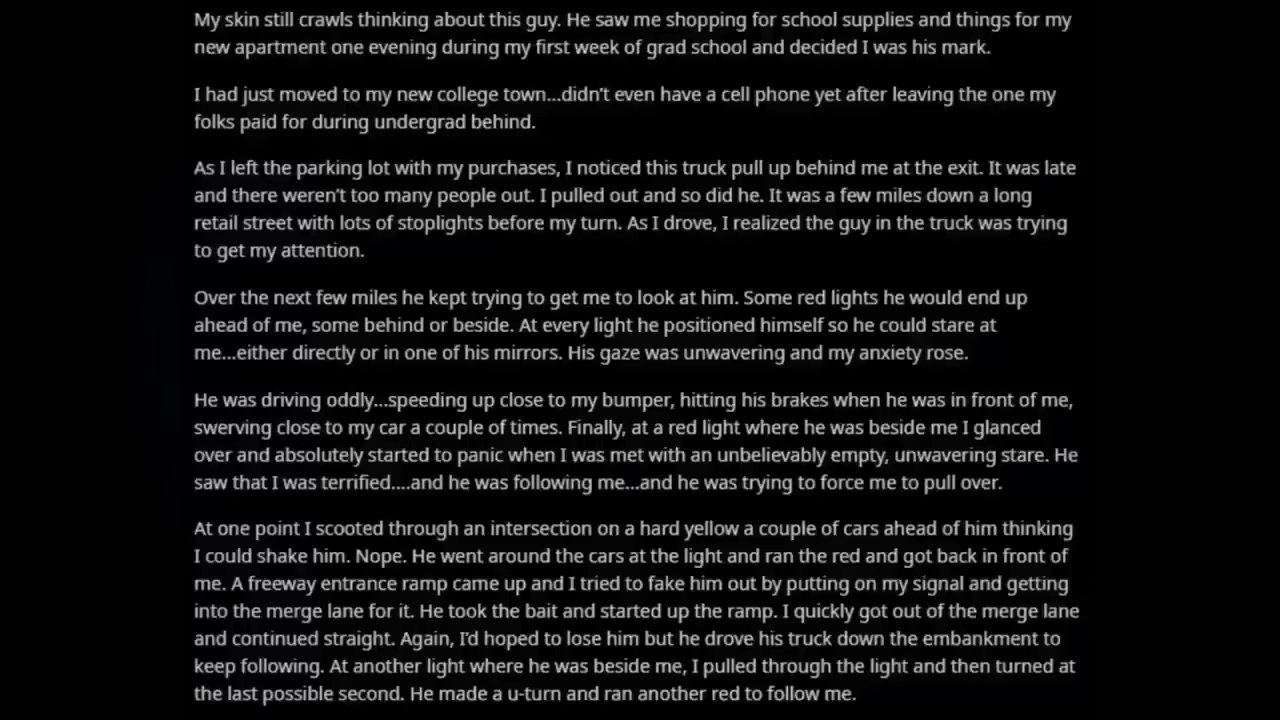 My skin still crawls thinking about this guy. He saw me shopping for school supplies and things for my
new apartment one evening during my first week of grad school and decided I was his mark.
I had just moved to my new college town...didn't even have a cell phone yet after leaving the one my
folks paid for during undergrad behind.
As I left the parking lot with my purchases, I noticed this truck pull up behind me at the exit. It was late
and there weren't too many people out. I pulled out and so did he. It was a few miles down a long
retail street with lots of stoplights before my turn. As I drove, I realized the guy in the truck was trying
to get my attention.
Over the next few miles he kept trying to get me to look at him. Some red lights he would end up
ahead of me, some behind or beside. At every light he positioned himself so he could stare at
me...either directly or in one of his mirrors. His gaze was unwavering and my anxiety rose.
He was driving oddly...speeding up close to my bumper, hitting his brakes when he was in front of me,
swerving close to my car a couple of times. Finally, at a red light where he was beside me I glanced
over and absolutely started to panic when I was met with an unbelievably empty, unwavering stare. He
saw that I was terrified....and he was following me...and he was trying to force me to pull over.
At one point I scooted through an intersection on a hard yellow a couple of cars ahead of him thinking
I could shake him. Nope. He went around the cars at the light and ran the red and got back in front of
me. A freeway entrance ramp came up and I tried to fake him out by putting on my signal and getting
into the merge lane for it. He took the bait and started up the ramp. I quickly got out of the merge lane
and continued straight. Again, I'd hoped to lose him but he drove his truck down the embankment to
keep following. At another light where he was beside me, I pulled through the light and then turned at
the last possible second. He made a u-turn and ran another red to follow me.